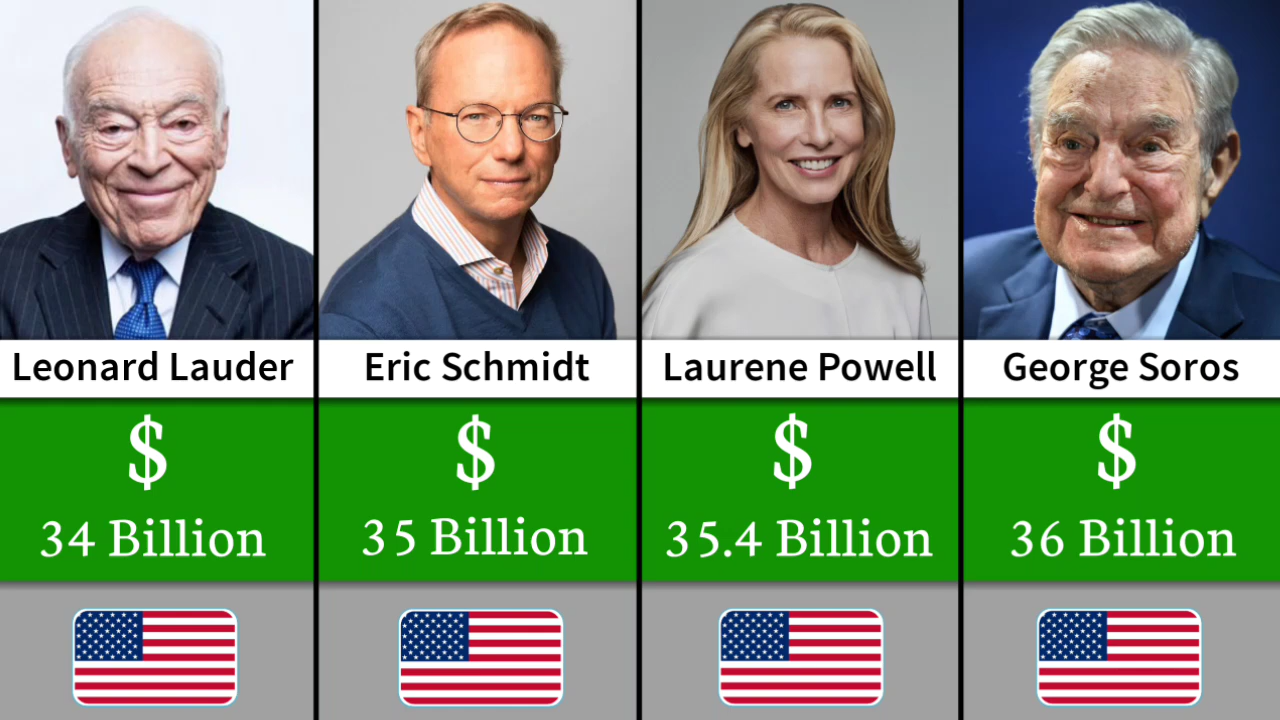 Leonard Lauder
Eric Schmidt
Laurene Powell
George Soros
$
$
$
$
34 Billion
35 Billion
35.4 Billion
36 Billion